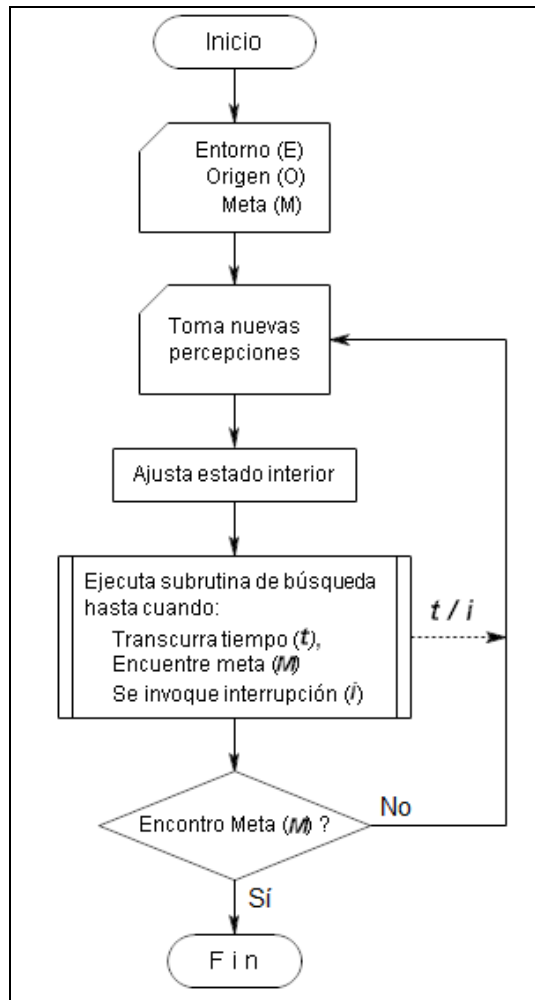 Inicio
Entorno (E)
Origen (O)
Meta (M)
Toma nuevas
percepciones
Ajusta estado interior
Ejecuta subrutina de búsqueda
hasta cuando:
Transcurra tiempo (t),
Encuentre meta (M)
Se invoque interrupción (i)
t / i
Encontro Meta (M) ?
No
Sí
F i n